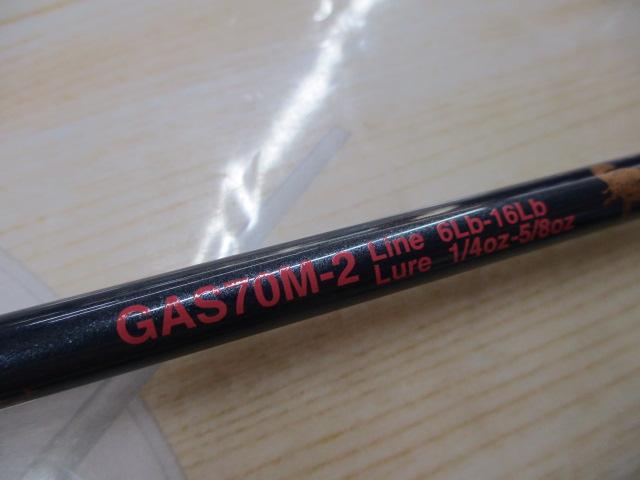 GAS70M-2
Line 6Lb-16Lb
Lure 1/4oz-5/8oz